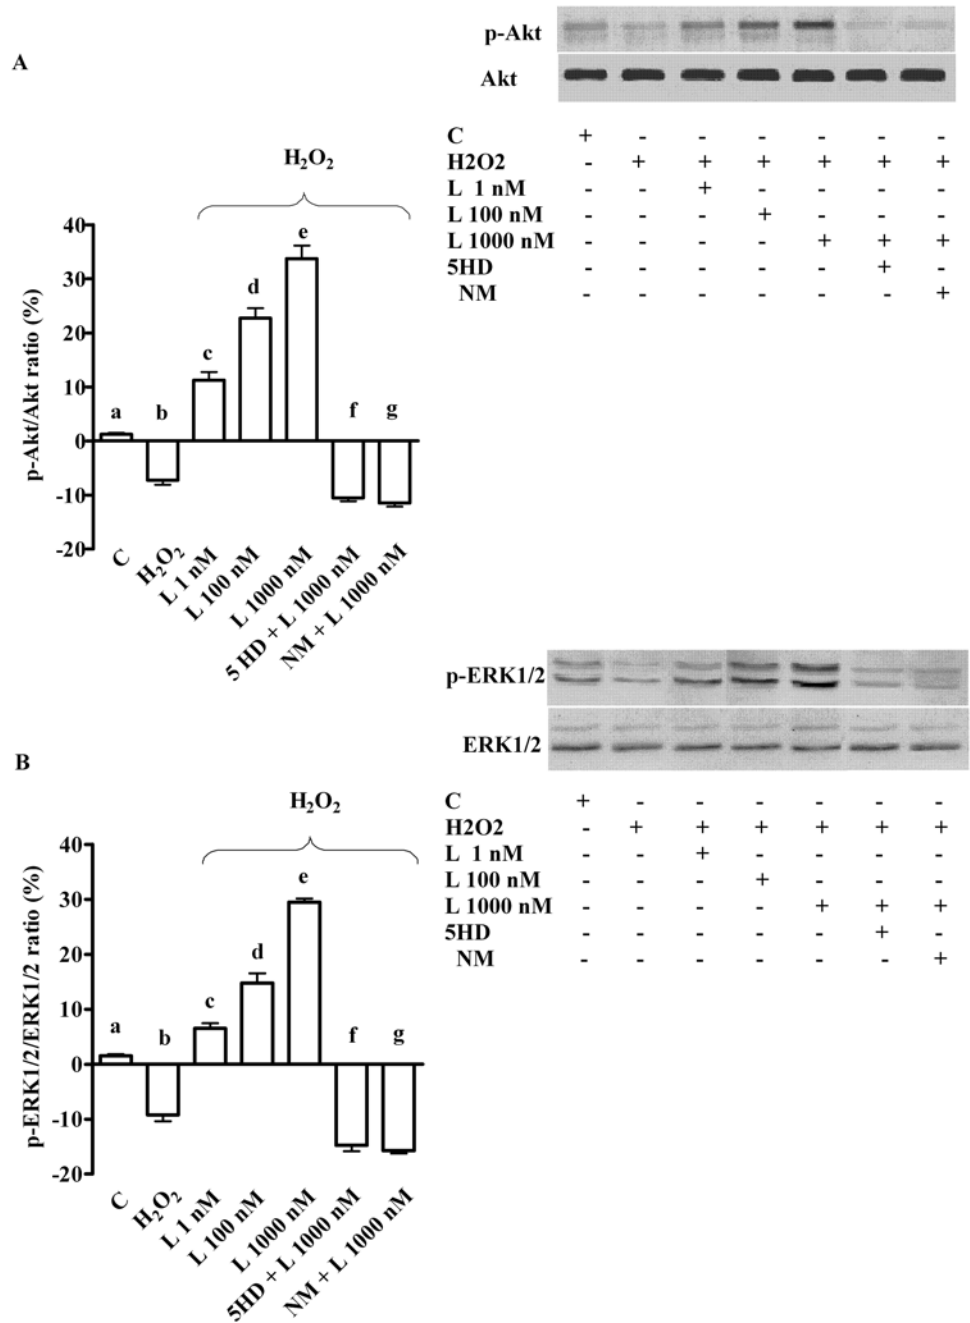 A
p-Akt
Akt
C + - - - - - -
H2O2 - + + + + + +
L 1 nM - - + - - - -
L 100 nM - - - + - - -
L 1000 nM - - - - + + +
5HD - - - - - + -
NM - - - - - - +
H₂O₂
p-Akt/Akt ratio (%)
40
30
20
10
0
-10
-20
a b c d e f g
C
H₂O₂
L 1 nM
L 100 nM
L 1000 nM
5 HD + L 1000 nM
NM + L 1000 nM
B
p-ERK1/2
ERK1/2
C + - - - - - -
H2O2 - + + + + + +
L 1 nM - - + - - - -
L 100 nM - - - + - - -
L 1000 nM - - - - + + +
5HD - - - - - + -
NM - - - - - - +
H₂O₂
p-ERK1/2/ERK1/2 ratio (%)
40
30
20
10
0
-10
-20
a b c d e f g
C
H₂O₂
L 1 nM
L 100 nM
L 1000 nM
5HD + L 1000 nM
NM + L 1000 nM